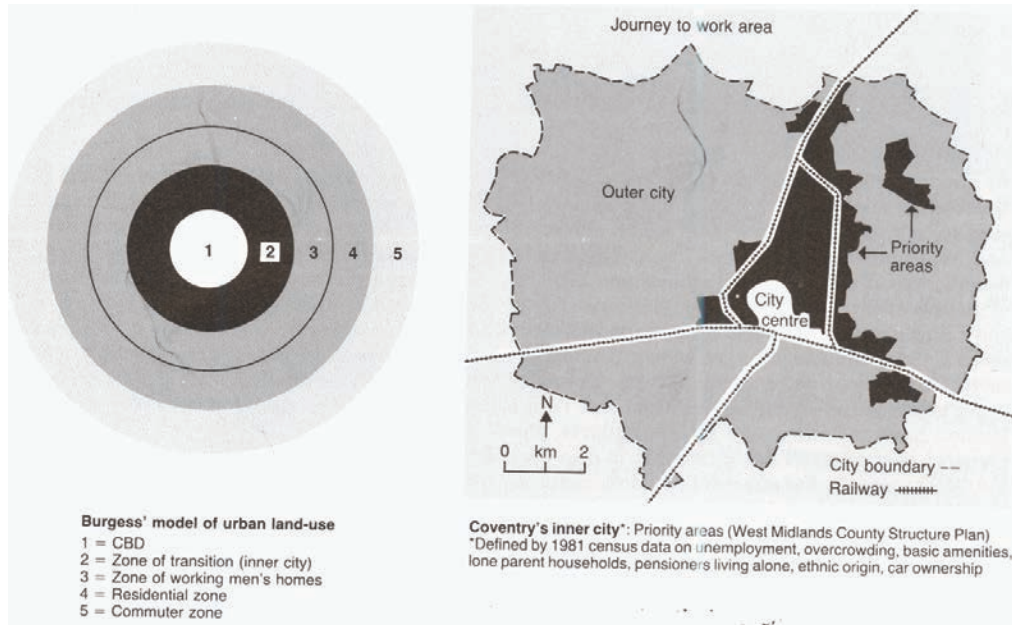 1
2
3
4
5
Burgess' model of urban land-use
1 = CBD
2 = Zone of transition (inner city)
3 = Zone of working men's homes
4 = Residential zone
5 = Commuter zone
Journey to work area
Outer city
Priority
areas
City
centre
N
0 km 2
City boundary --
Railway
Coventry's inner city*: Priority areas (West Midlands County Structure Plan)
*Defined by 1981 census data on unemployment, overcrowding, basic amenities,
lone parent households, pensioners living alone, ethnic origin, car ownership